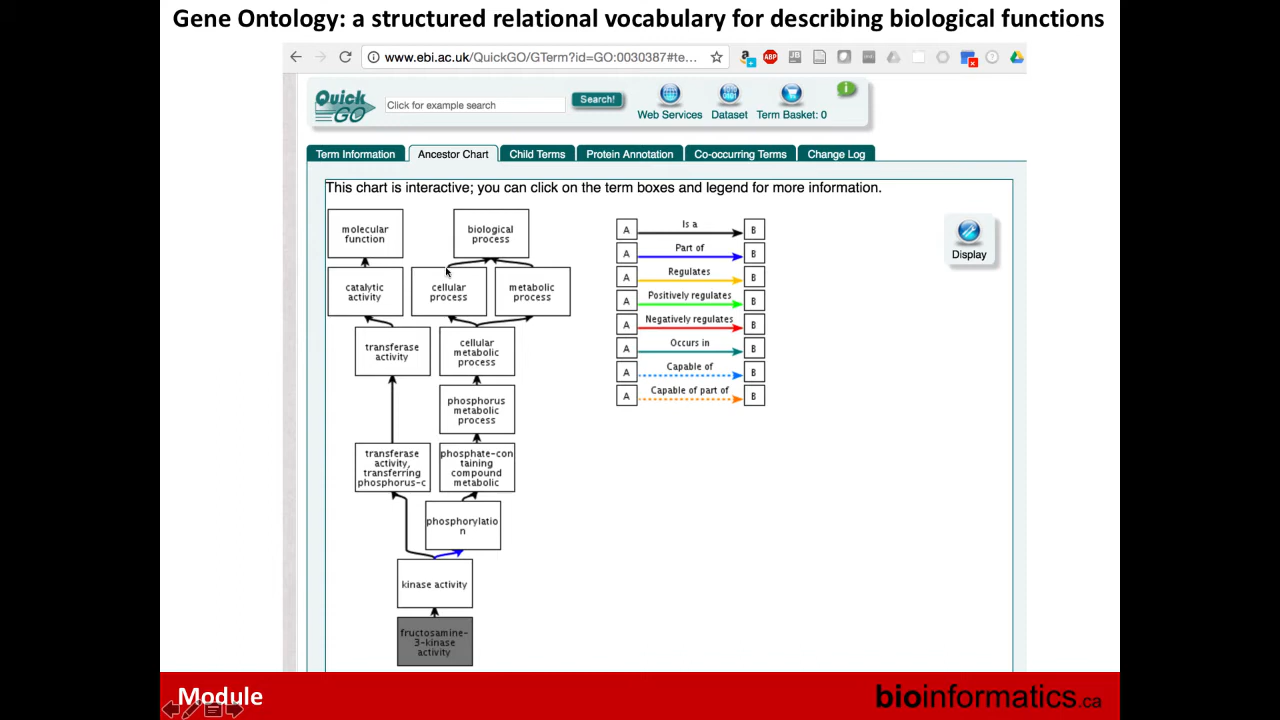 Gene Ontology: a structured relational vocabulary for describing biological functions
www.ebi.ac.uk/QuickGO/GTerm?id=GO:0030387#te...
Quick GO
Click for example search
Search!
Web Services
Dataset
Term Basket: 0
Term Information
Ancestor Chart
Child Terms
Protein Annotation
Co-occurring Terms
Change Log
This chart is interactive; you can click on the term boxes and legend for more information.
molecular
function
biological
process
A Is a B
A Part of B
A Regulates B
A Positively regulates B
A Negatively regulates B
A Occurs in B
A Capable of B
A Capable of part of B
Display
catalytic
activity
cellular
process
metabolic
process
transferase
activity
cellular
metabolic
process
phosphorus
metabolic
process
transferase
activity,
transferring
phosphorus-c
phosphate-con
taining
compound
metabolic
phosphorylatio
n
kinase activity
fructosamine-
3-kinase
activity
Module
bioinformatics.ca